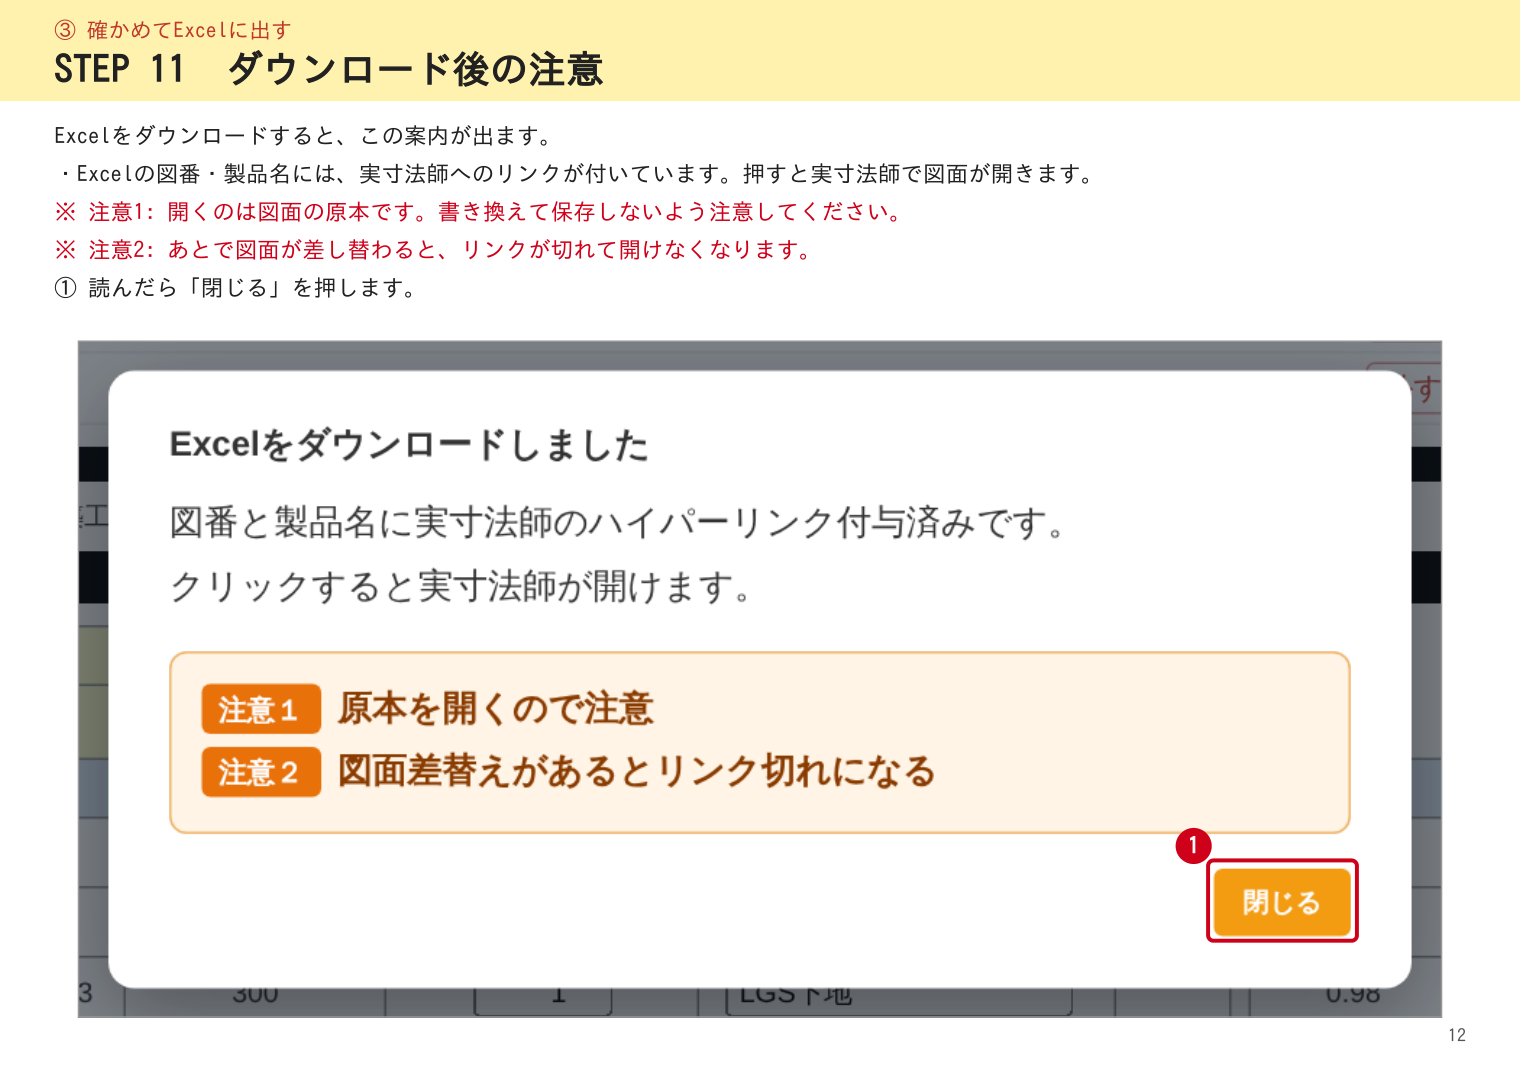 ③ 確かめてExcelに出す
STEP 11　ダウンロード後の注意
Excelをダウンロードすると、この案内が出ます。
・Excelの図番・製品名には、実寸法師へのリンクが付いています。押すと実寸法師で図面が開きます。
※ 注意1: 開くのは図面の原本です。書き換えて保存しないよう注意してください。
※ 注意2: あとで図面が差し替わると、リンクが切れて開けなくなります。
① 読んだら「閉じる」を押します。
す
Excelをダウンロードしました
工
図番と製品名に実寸法師のハイパーリンク付与済みです。
クリックすると実寸法師が開けます。
注意１ 原本を開くので注意
注意２ 図面差替えがあるとリンク切れになる
1
閉じる
3 300 1 LGS下地 0.98
12